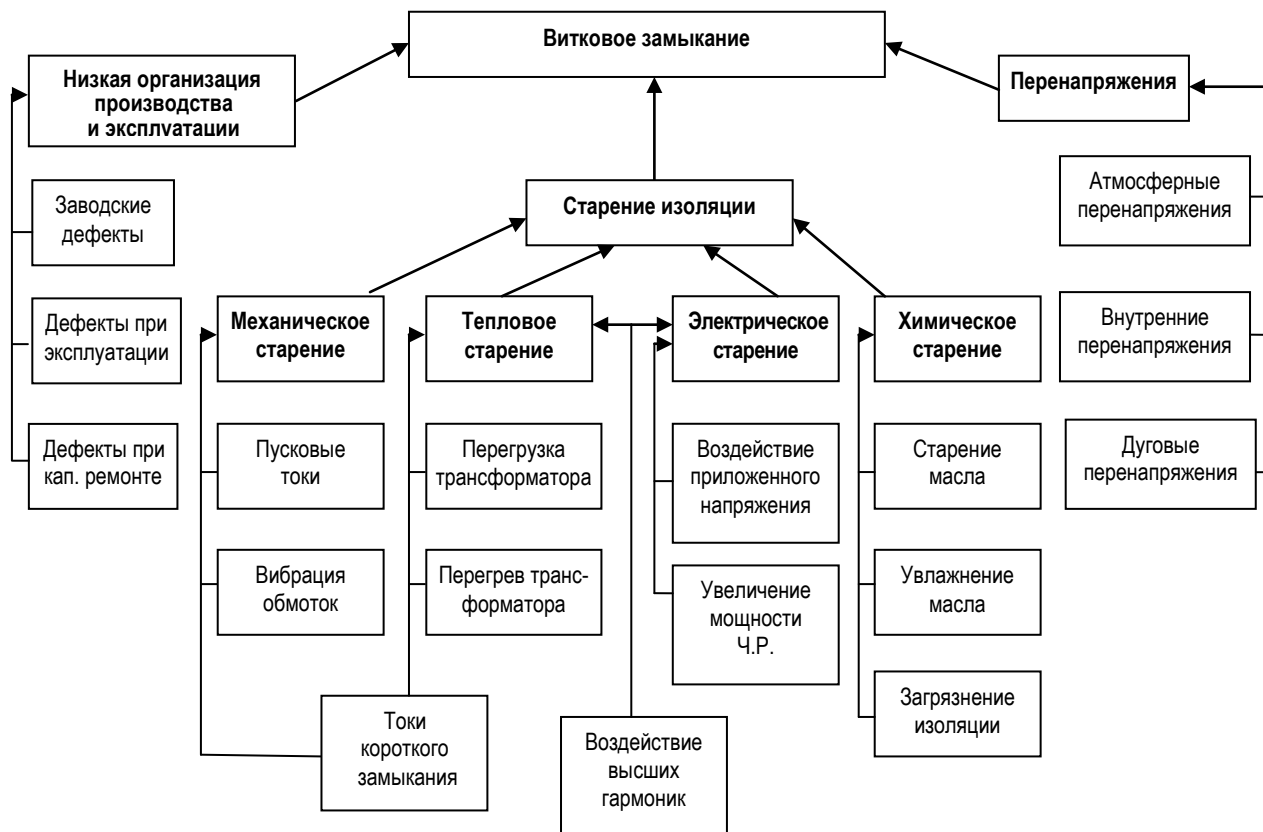 Витковое замыкание
Низкая организация
производства
и эксплуатации
Перенапряжения
Старение изоляции
Заводские
дефекты
Атмосферные
перенапряжения
Дефекты при
эксплуатации
Механическое
старение
Тепловое
старение
Электрическое
старение
Химическое
старение
Внутренние
перенапряжения
Дефекты при
кап. ремонте
Пусковые
токи
Перегрузка
трансформатора
Воздействие
приложенного
напряжения
Старение
масла
Дуговые
перенапряжения
Вибрация
обмоток
Перегрев транс-
форматора
Увеличение
мощности
Ч.Р.
Увлажнение
масла
Токи
короткого
замыкания
Воздействие
высших
гармоник
Загрязнение
изоляции